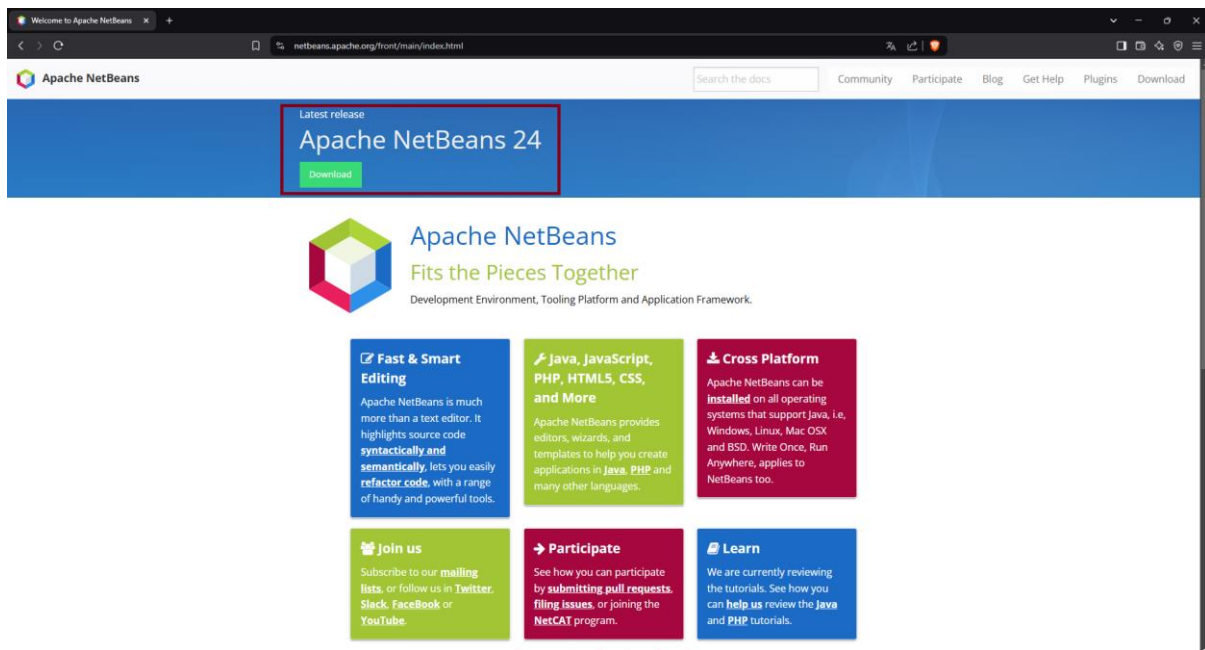 Welcome to Apache NetBeans
netbeans.apache.org/front/main/index.html
Apache NetBeans
Search the docs
Community
Participate
Blog
Get Help
Plugins
Download
Latest release
Apache NetBeans 24
Download
Apache NetBeans
Fits the Pieces Together
Development Environment, Tooling Platform and Application Framework.
Fast & Smart
Editing
Apache NetBeans is much
more than a text editor. It
highlights source code
syntactically and
semantically, lets you easily
refactor code, with a range
of handy and powerful tools.
Java, JavaScript,
PHP, HTML5, CSS,
and More
Apache NetBeans provides
editors, wizards, and
templates to help you create
applications in Java, PHP and
many other languages.
Cross Platform
Apache NetBeans can be
installed on all operating
systems that support Java, i.e,
Windows, Linux, Mac OSX
and BSD. Write Once, Run
Anywhere, applies to
NetBeans too.
Join us
Subscribe to our mailing
lists, or follow us in Twitter,
Slack, FaceBook or
YouTube.
Participate
See how you can participate
by submitting pull requests,
filing issues, or joining the
NetCAT program.
Learn
We are currently reviewing
the tutorials. See how you
can help us review the Java
and PHP tutorials.